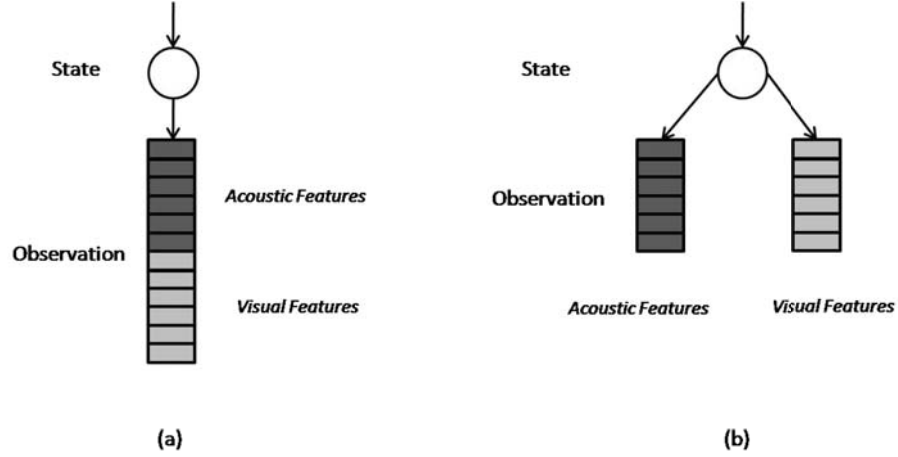 State
Acoustic Features
Observation
Visual Features
(a)
State
Observation
Acoustic Features
Visual Features
(b)